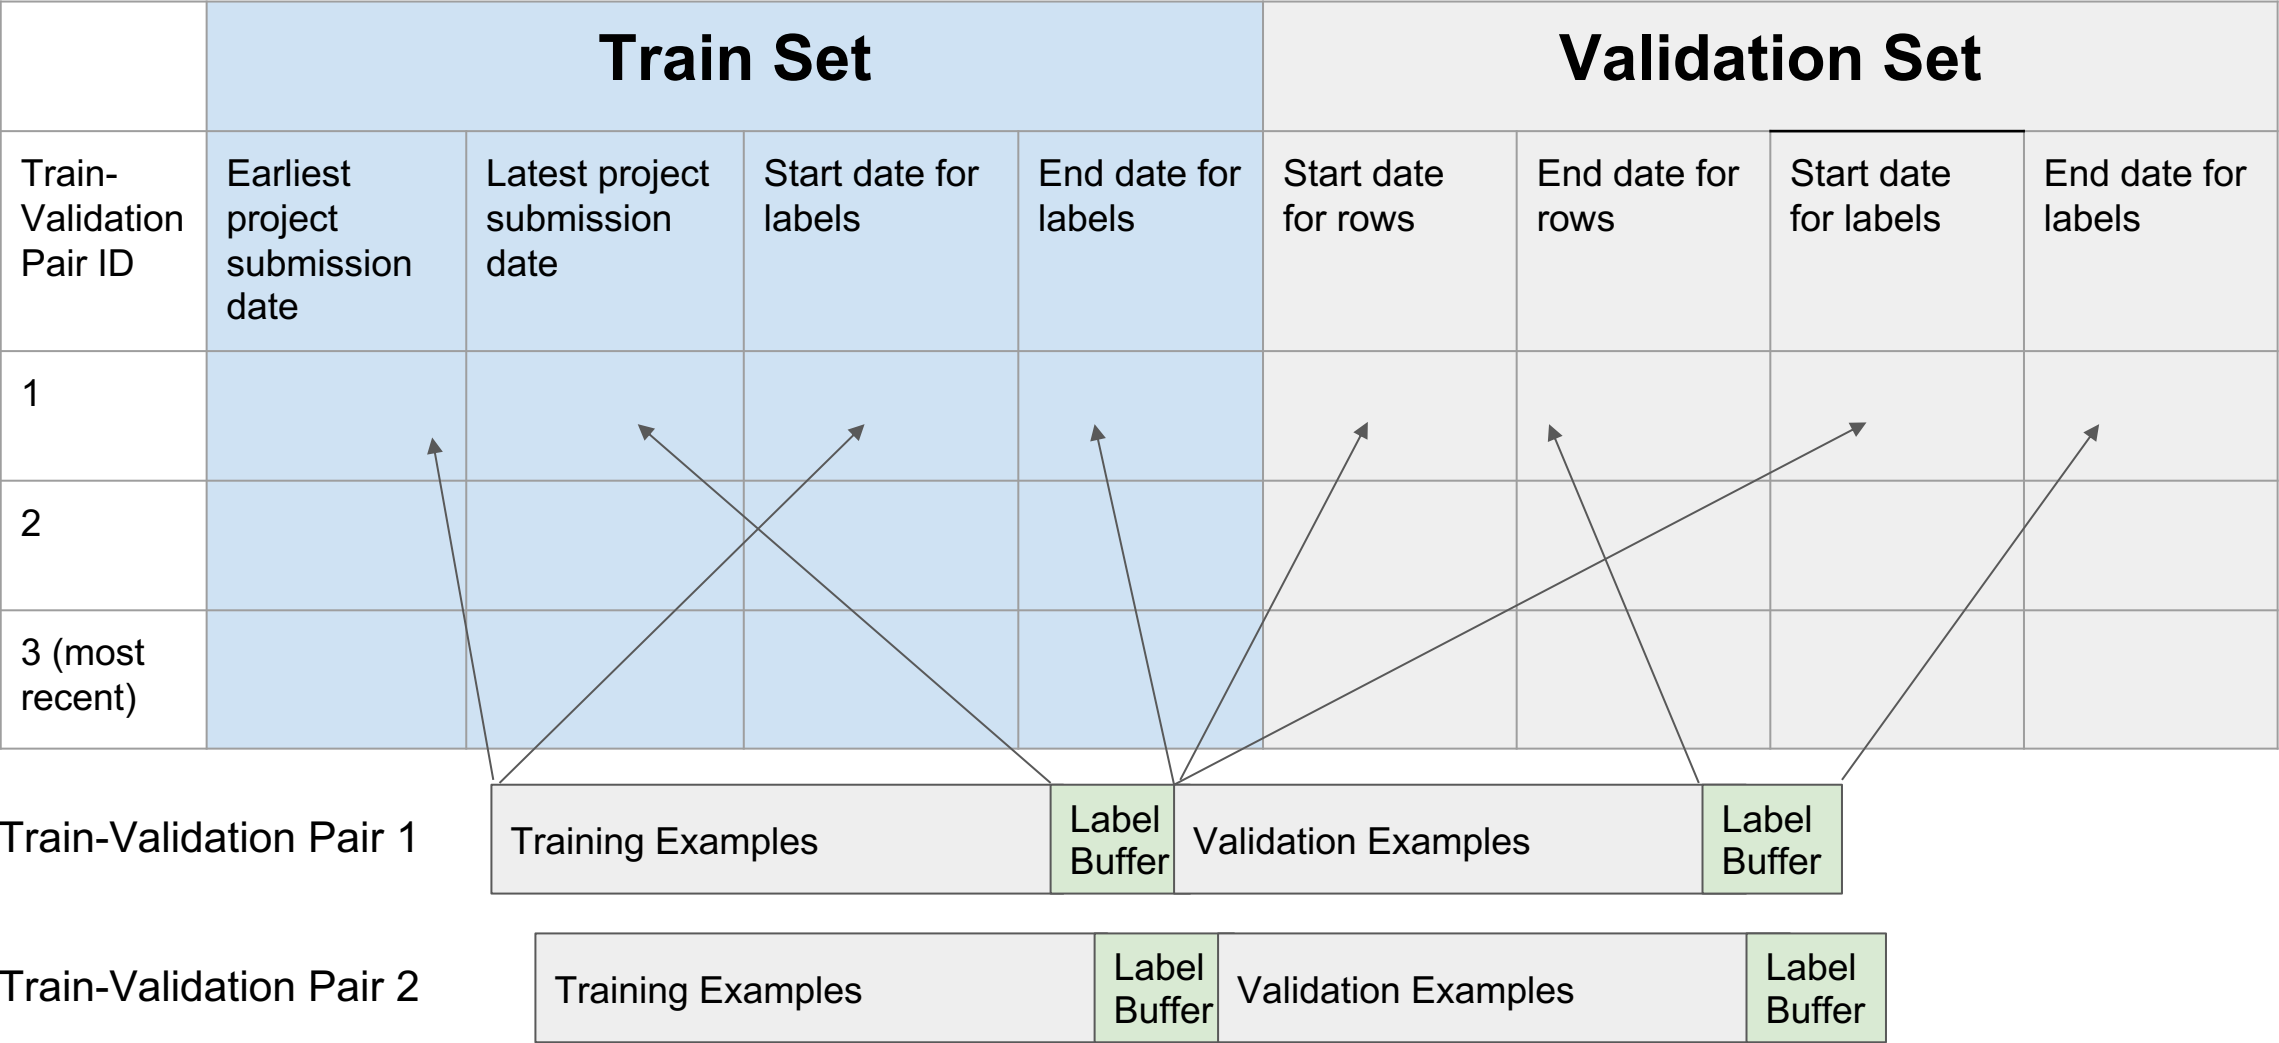 Train Set
Validation Set
Train-
Validation
Pair ID
Earliest
project
submission
date
Latest project
submission
date
Start date for
labels
End date for
labels
Start date
for rows
End date for
rows
Start date
for labels
End date for
labels
1
2
3 (most
recent)
Train-Validation Pair 1
Training Examples
Label
Buffer
Validation Examples
Label
Buffer
Train-Validation Pair 2
Training Examples
Label
Buffer
Validation Examples
Label
Buffer